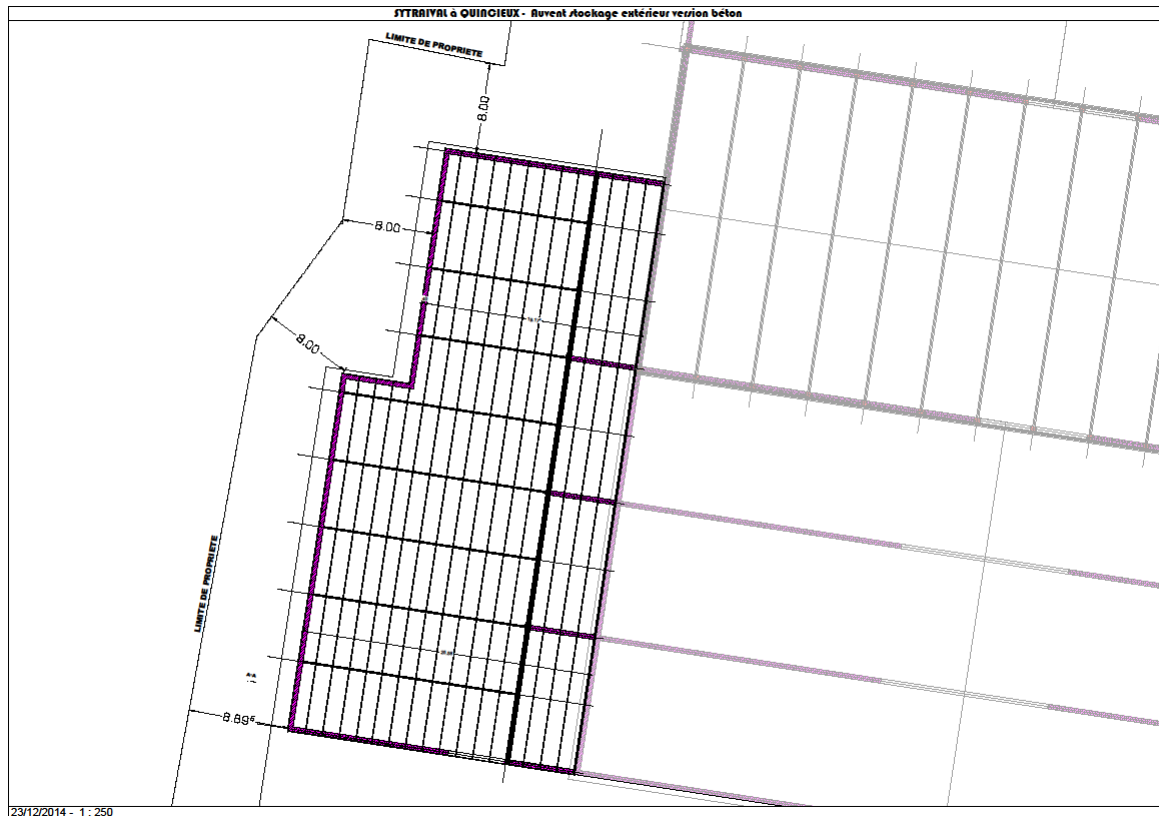 SYTRAIVAL à QUINCIEUX - Auvent stockage extérieur version béton
LIMITE DE PROPRIETE
8.00
8.00
8.00
LIMITE DE PROPRIETE
8.89⁶
23/12/2014 - 1 : 250